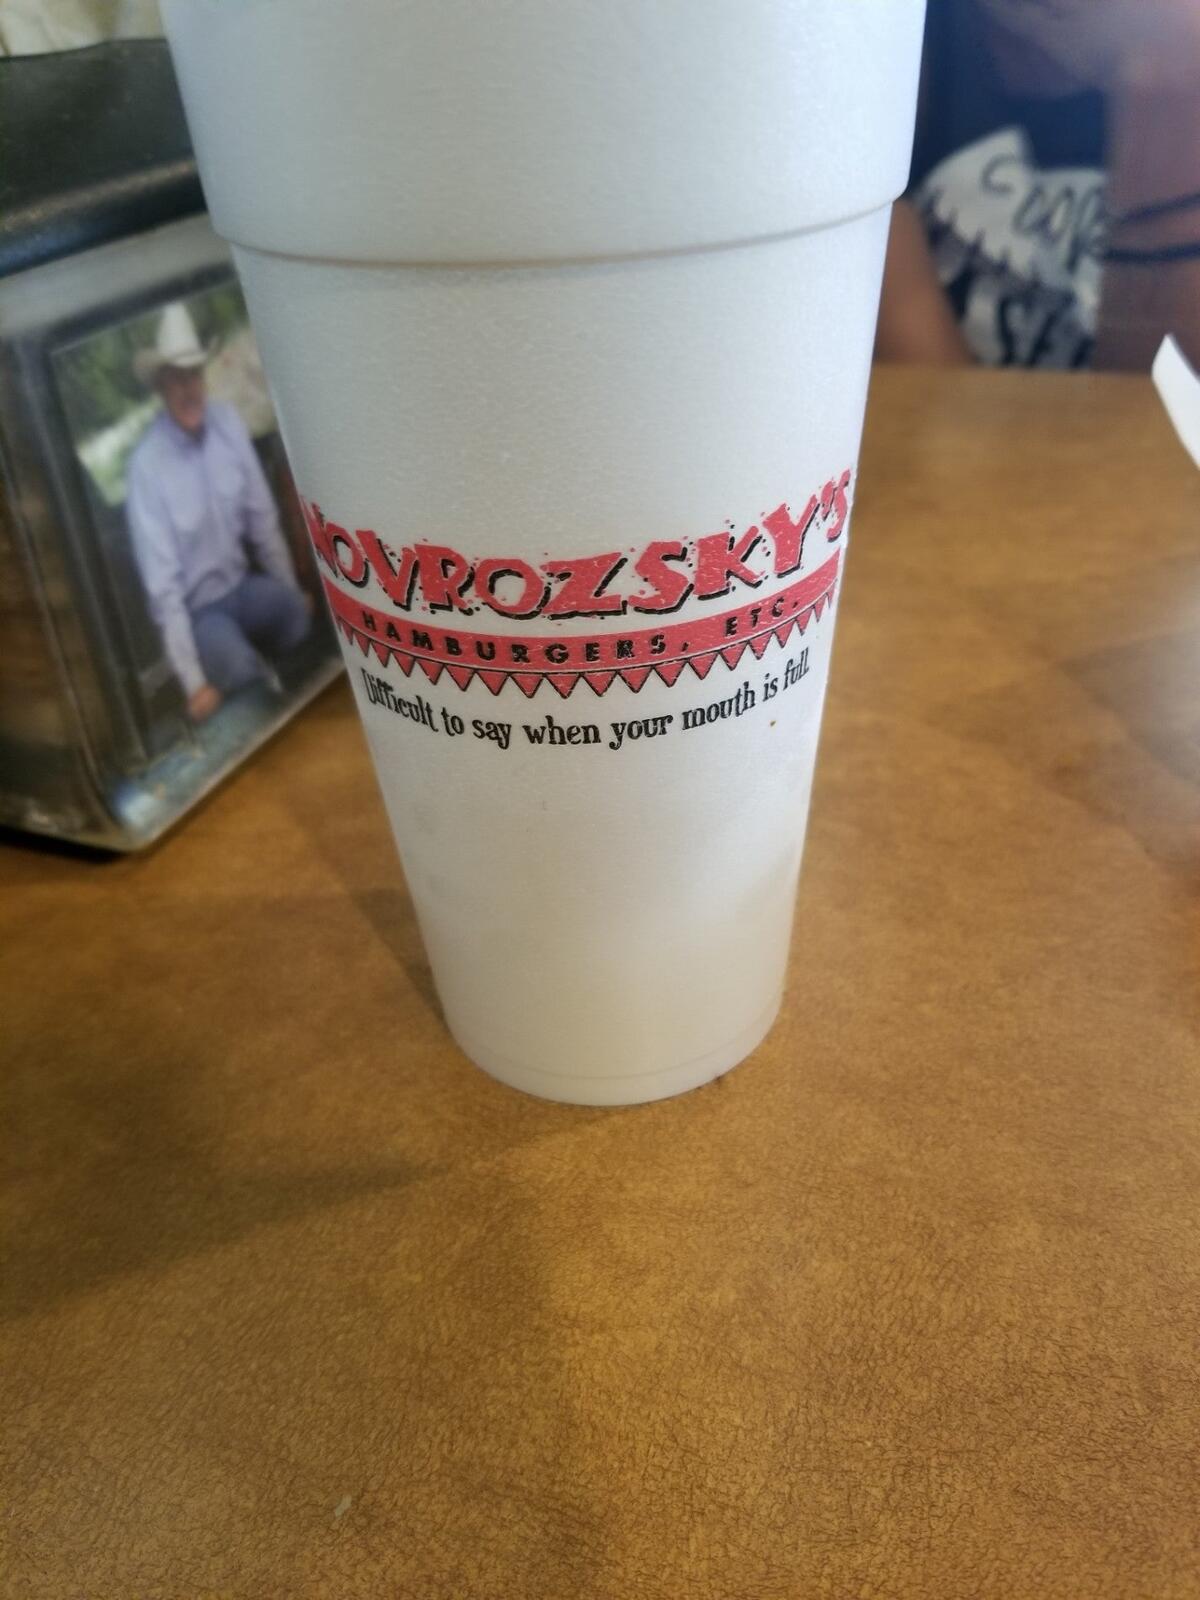 NOVROZSKY'S
HAMBURGERS, ETC.
Difficult to say when your mouth is full.